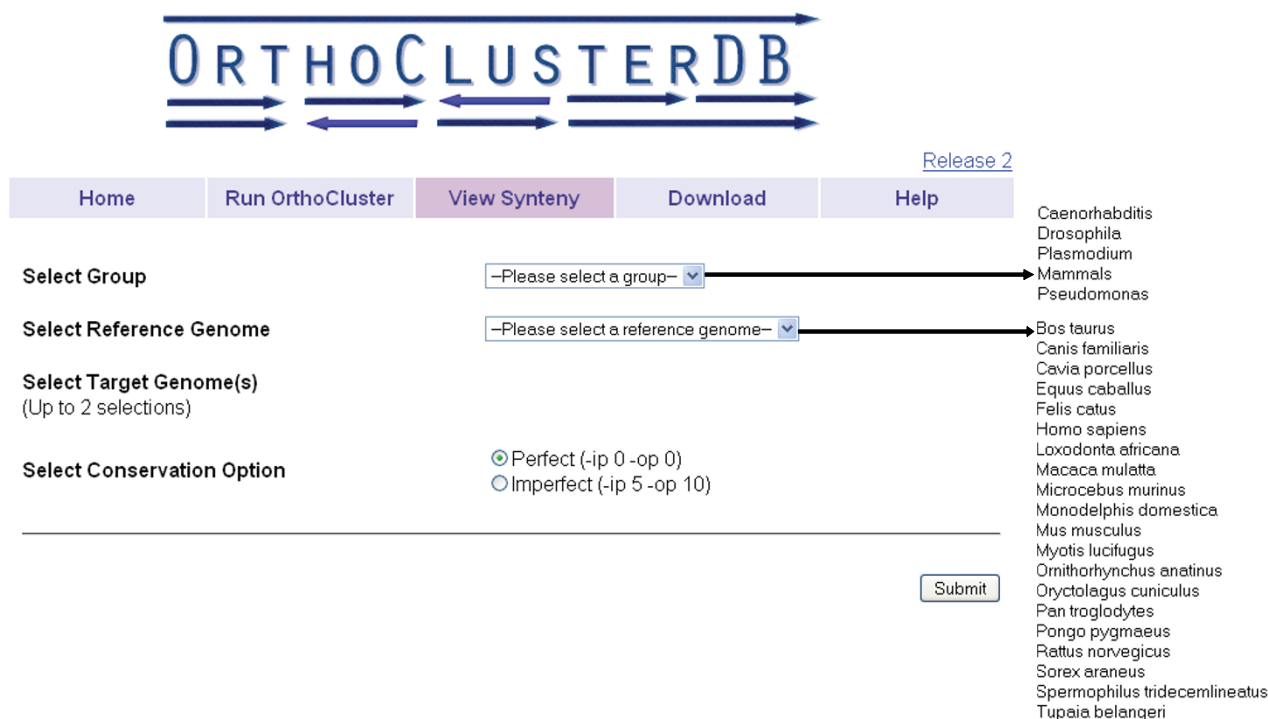 ORTHOCLUSTERDB
Release 2
Home Run OrthoCluster View Synteny Download Help
Select Group
–Please select a group–
Select Reference Genome
–Please select a reference genome–
Select Target Genome(s)
(Up to 2 selections)
Select Conservation Option
Perfect (-ip 0 -op 0)
Imperfect (-ip 5 -op 10)
Submit
Caenorhabditis
Drosophila
Plasmodium
Mammals
Pseudomonas
Bos taurus
Canis familiaris
Cavia porcellus
Equus caballus
Felis catus
Homo sapiens
Loxodonta africana
Macaca mulatta
Microcebus murinus
Monodelphis domestica
Mus musculus
Myotis lucifugus
Ornithorhynchus anatinus
Oryctolagus cuniculus
Pan troglodytes
Pongo pygmaeus
Rattus norvegicus
Sorex araneus
Spermophilus tridecemlineatus
Tupaia belangeri